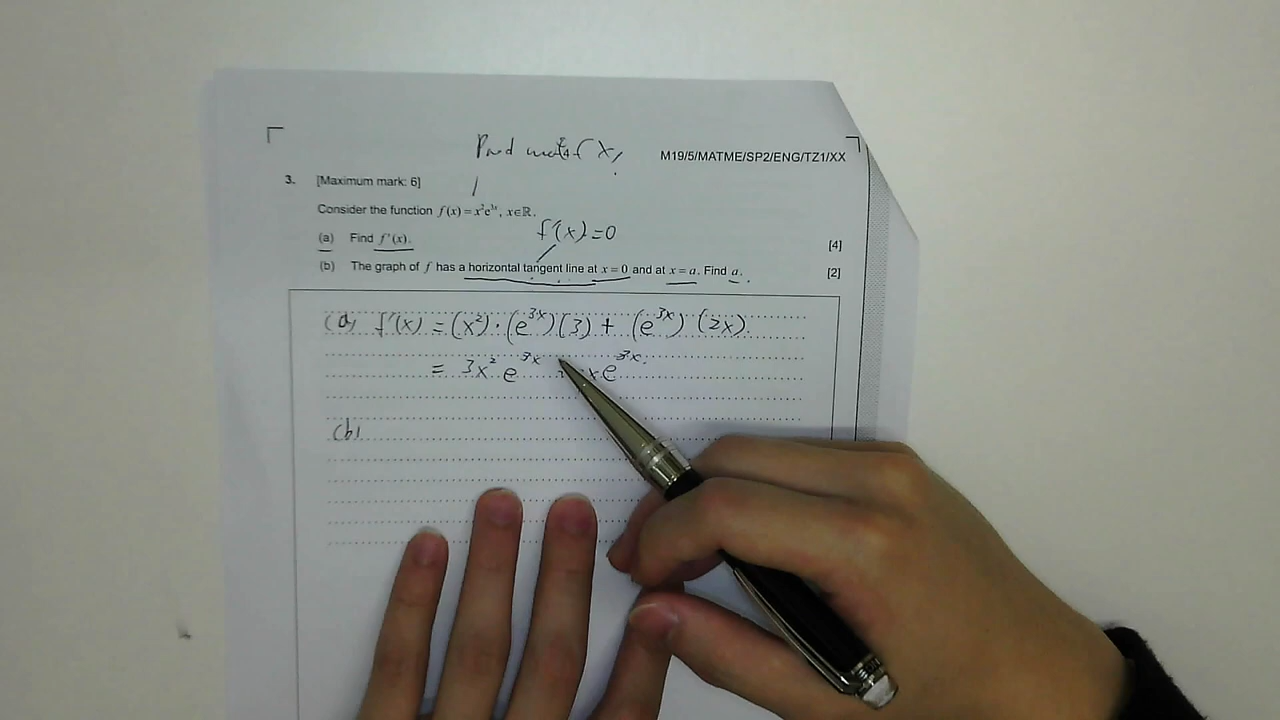 M19/5/MATME/SP2/ENG/TZ1/XX
3. [Maximum mark: 6]
Consider the function f(x) = x²e³ˣ, x∈ℝ.
f'(x) = 0
(a) Find f'(x). [4]
(b) The graph of f has a horizontal tangent line at x = 0 and at x = a. Find a. [2]
(a) f'(x) = (x²)·(e³ˣ)(3) + (e³ˣ)(2x).
= 3x²e³ˣ xe³ˣ.
(b)